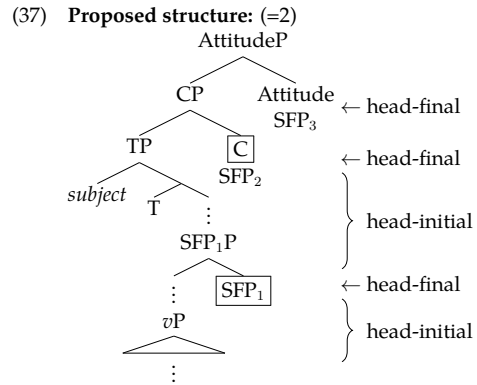 (37) Proposed structure: (=2)
AttitudeP
CP Attitude
SFP₃ ← head-final
TP C ← head-final
SFP₂
subject T
⋮ head-initial
SFP₁P
⋮ SFP₁ ← head-final
vP head-initial
⋮